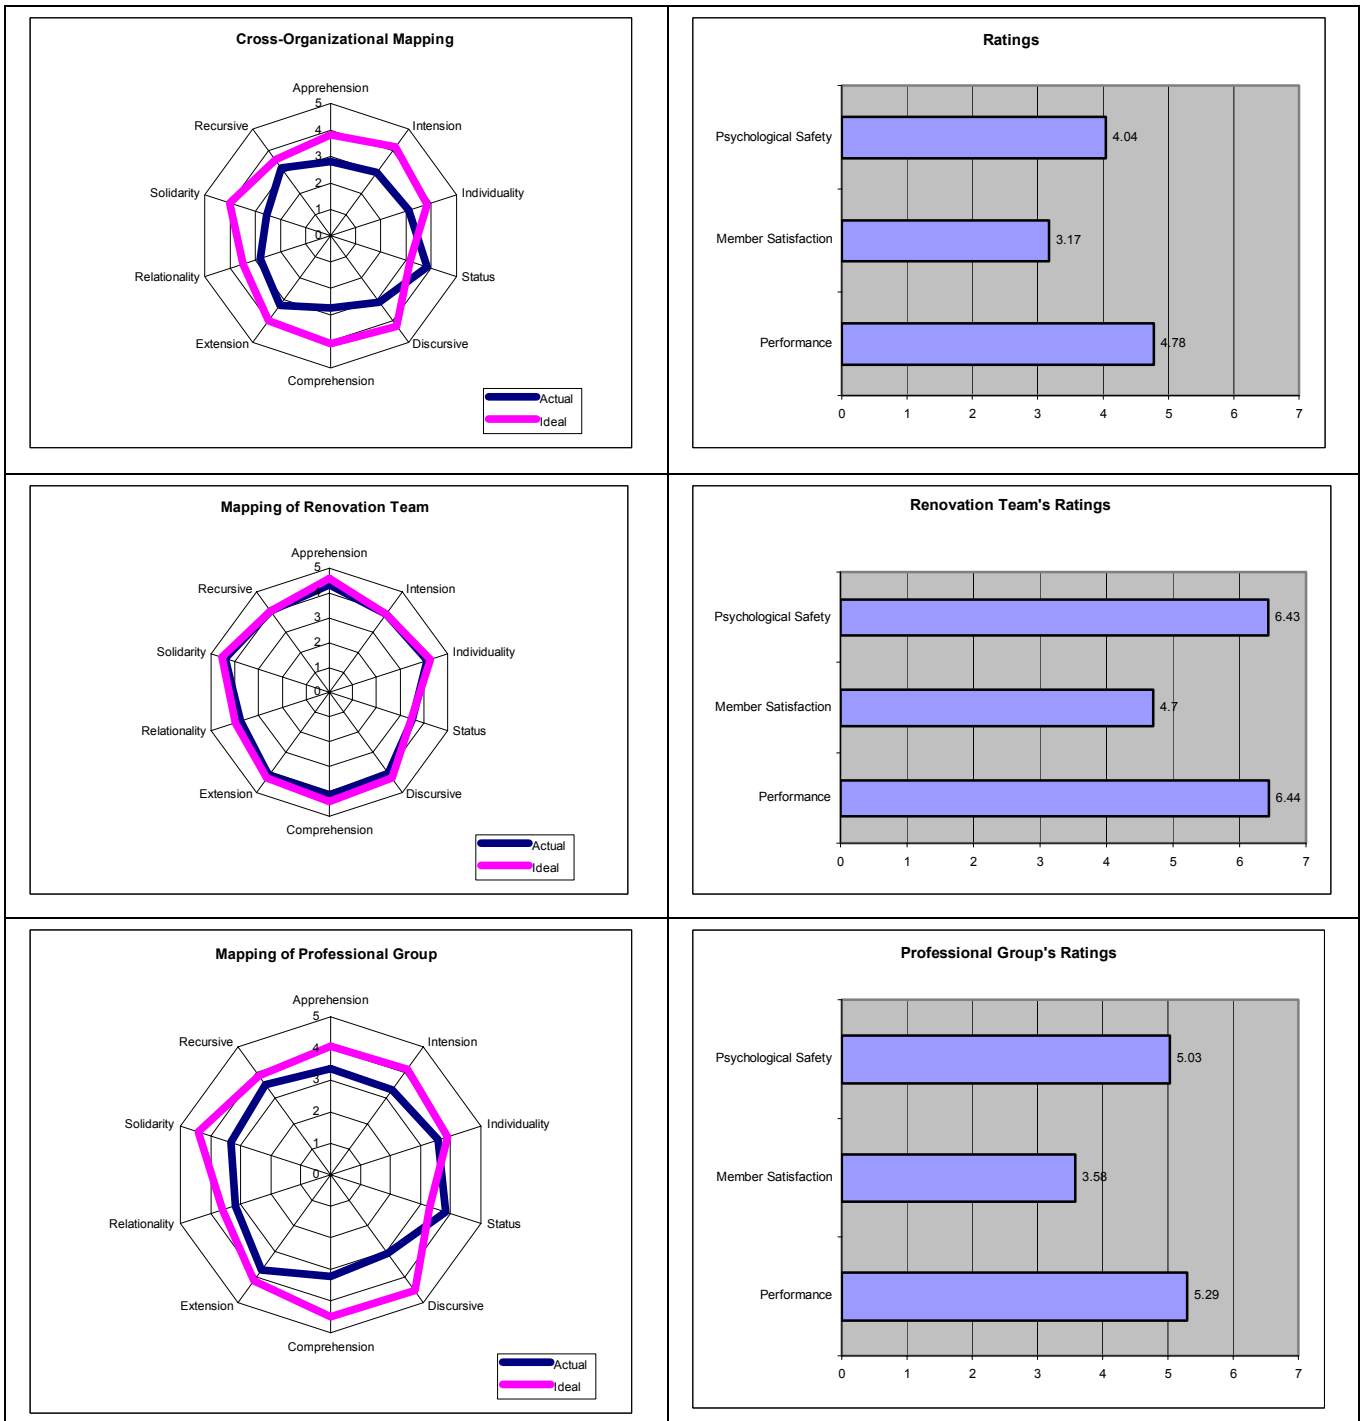 Cross-Organizational Mapping
Apprehension
Intension
Individuality
Status
Discursive
Comprehension
Extension
Relationality
Solidarity
Recursive
5
4
3
2
1
0
Actual
Ideal
Ratings
Psychological Safety
4.04
Member Satisfaction
3.17
Performance
4.78
0 1 2 3 4 5 6 7
Mapping of Renovation Team
Apprehension
Intension
Individuality
Status
Discursive
Comprehension
Extension
Relationality
Solidarity
Recursive
5
4
3
2
1
0
Actual
Ideal
Renovation Team's Ratings
Psychological Safety
6.43
Member Satisfaction
4.7
Performance
6.44
0 1 2 3 4 5 6 7
Mapping of Professional Group
Apprehension
Intension
Individuality
Status
Discursive
Comprehension
Extension
Relationality
Solidarity
Recursive
5
4
3
2
1
0
Actual
Ideal
Professional Group's Ratings
Psychological Safety
5.03
Member Satisfaction
3.58
Performance
5.29
0 1 2 3 4 5 6 7